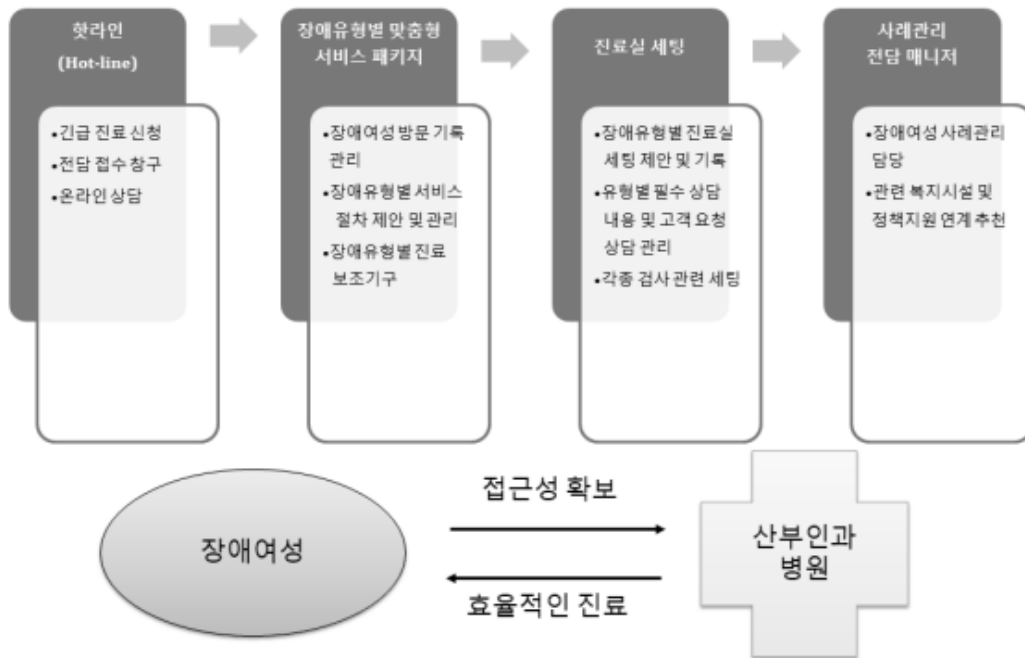 핫라인
(Hot-line)
•긴급 진료 신청
•전담 접수 창구
•온라인 상담
장애유형별 맞춤형
서비스 패키지
•장애여성 방문 기록
관리
•장애유형별 서비스
절차 제안 및 관리
•장애유형별 진료
보조기구
진료실 세팅
•장애유형별 진료실
세팅 제안 및 기록
•유형별 필수 상담
내용 및 고객 요청
상담 관리
•각종 검사 관련 세팅
사례관리
전담 매니저
•장애여성 사례관리
담당
•관련 복지시설 및
정책지원 연계 추천
장애여성
접근성 확보
효율적인 진료
산부인과
병원